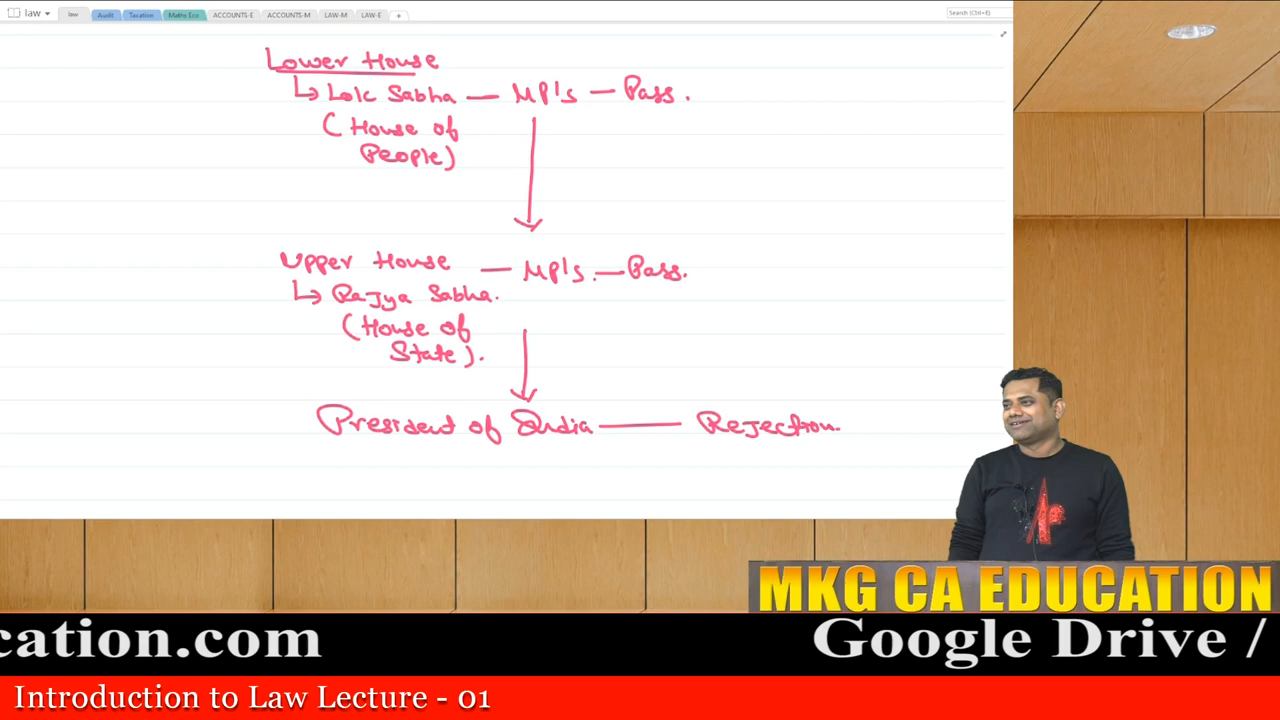 law
law
Audit
Taxation
Maths Eco
ACCOUNTS-E
ACCOUNTS-M
LAW-M
LAW-E
+
Search (Ctrl+E)
Lower House
↳ Lok Sabha — MP's — Pass.
(House of
People)
Upper House — MP's. — Pass.
↳ Rajya Sabha.
(House of
State).
President of India — Rejection.
MKG CA EDUCATION
cation.com
Google Drive /
Introduction to Law Lecture - 01